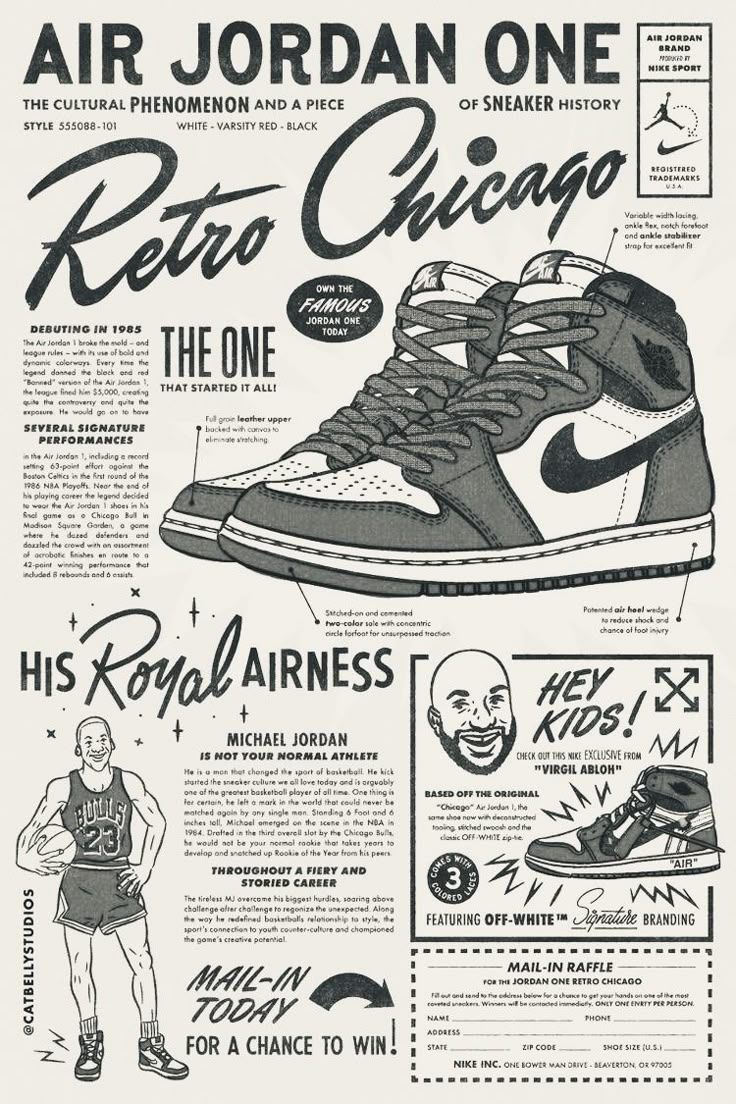 AIR JORDAN ONE
THE CULTURAL PHENOMENON AND A PIECE OF SNEAKER HISTORY
STYLE 555088-101 WHITE - VARSITY RED - BLACK
AIR JORDAN
BRAND
PRODUCED BY
NIKE SPORT
REGISTERED
TRADEMARKS
U.S.A.
Retro Chicago
Variable width lacing,
ankle flex, notch forefoot
and ankle stabilizer
strap for excellent fit
OWN THE
FAMOUS
JORDAN ONE
TODAY
AIR
AIR
DEBUTING IN 1985
The Air Jordan 1 broke the mold – and
league rules – with its use of bold and
dynamic colorways. Every time the
legend donned the black and red
"Banned" version of the Air Jordan 1,
the league fined him $5,000, creating
quite the controversy and quite the
exposure. He would go on to have
SEVERAL SIGNATURE
PERFORMANCES
in the Air Jordan 1, including a record
setting 63-point effort against the
Boston Celtics in the first round of the
1986 NBA Playoffs. Near the end of
his playing career the legend decided
to wear the Air Jordan 1 shoes in his
final game as a Chicago Bull in
Madison Square Garden, a game
where he dazed defenders and
dazzled the crowd with an assortment
of acrobatic finishes en route to a
42-point winning performance that
included 8 rebounds and 6 assists.
THE ONE
THAT STARTED IT ALL!
Full grain leather upper
backed with canvas to
eliminate stretching.
Stitched-on and cemented
two-color sole with concentric
circle forfoot for unsurpassed traction
Patented air heel wedge
to reduce shock and
chance of foot injury
HIS Royal AIRNESS
MICHAEL JORDAN
IS NOT YOUR NORMAL ATHLETE
He is a man that changed the sport of basketball. He kick
started the sneaker culture we all love today and is arguably
one of the greatest basketball player of all time. One thing is
for certain, he left a mark in the world that could never be
matched again by any single man. Standing 6 Foot and 6
inches tall, Michael emerged on the scene in the NBA in
1984. Drafted in the third overall slot by the Chicago Bulls,
he would not be your normal rookie that takes years to
develop and snatched up Rookie of the Year from his peers.
THROUGHOUT A FIERY AND
STORIED CAREER
The tireless MJ overcame his biggest hurdles, soaring above
challenge after challenge to regonize the unexpected. Along
the way he redefined basketballs relationship to style, the
sport's connection to youth counter-culture and championed
the game's creative potential.
BULLS
23
@CATBELLYSTUDIOS
MAIL-IN
TODAY
FOR A CHANCE TO WIN!
HEY
KIDS!
CHECK OUT THIS NIKE EXCLUSIVE FROM
"VIRGIL ABLOH"
BASED OFF THE ORIGINAL
"Chicago" Air Jordan 1, the
same shoe now with deconstructed
tooling, stitched swoosh and the
classic OFF-WHITE zip-tie.
COMES WITH
3
COLORED LACES
"AIR"
FEATURING OFF-WHITE™ Signature BRANDING
MAIL-IN RAFFLE
FOR THE JORDAN ONE RETRO CHICAGO
Fill out and send to the address below for a chance to get your hands on one of the most
coveted sneakers. Winners will be contacted immediately. ONLY ONE ENTRY PER PERSON.
NAME PHONE
ADDRESS
STATE ZIP CODE SHOE SIZE (U.S.)
NIKE INC. ONE BOWER MAN DRIVE - BEAVERTON, OR 97005